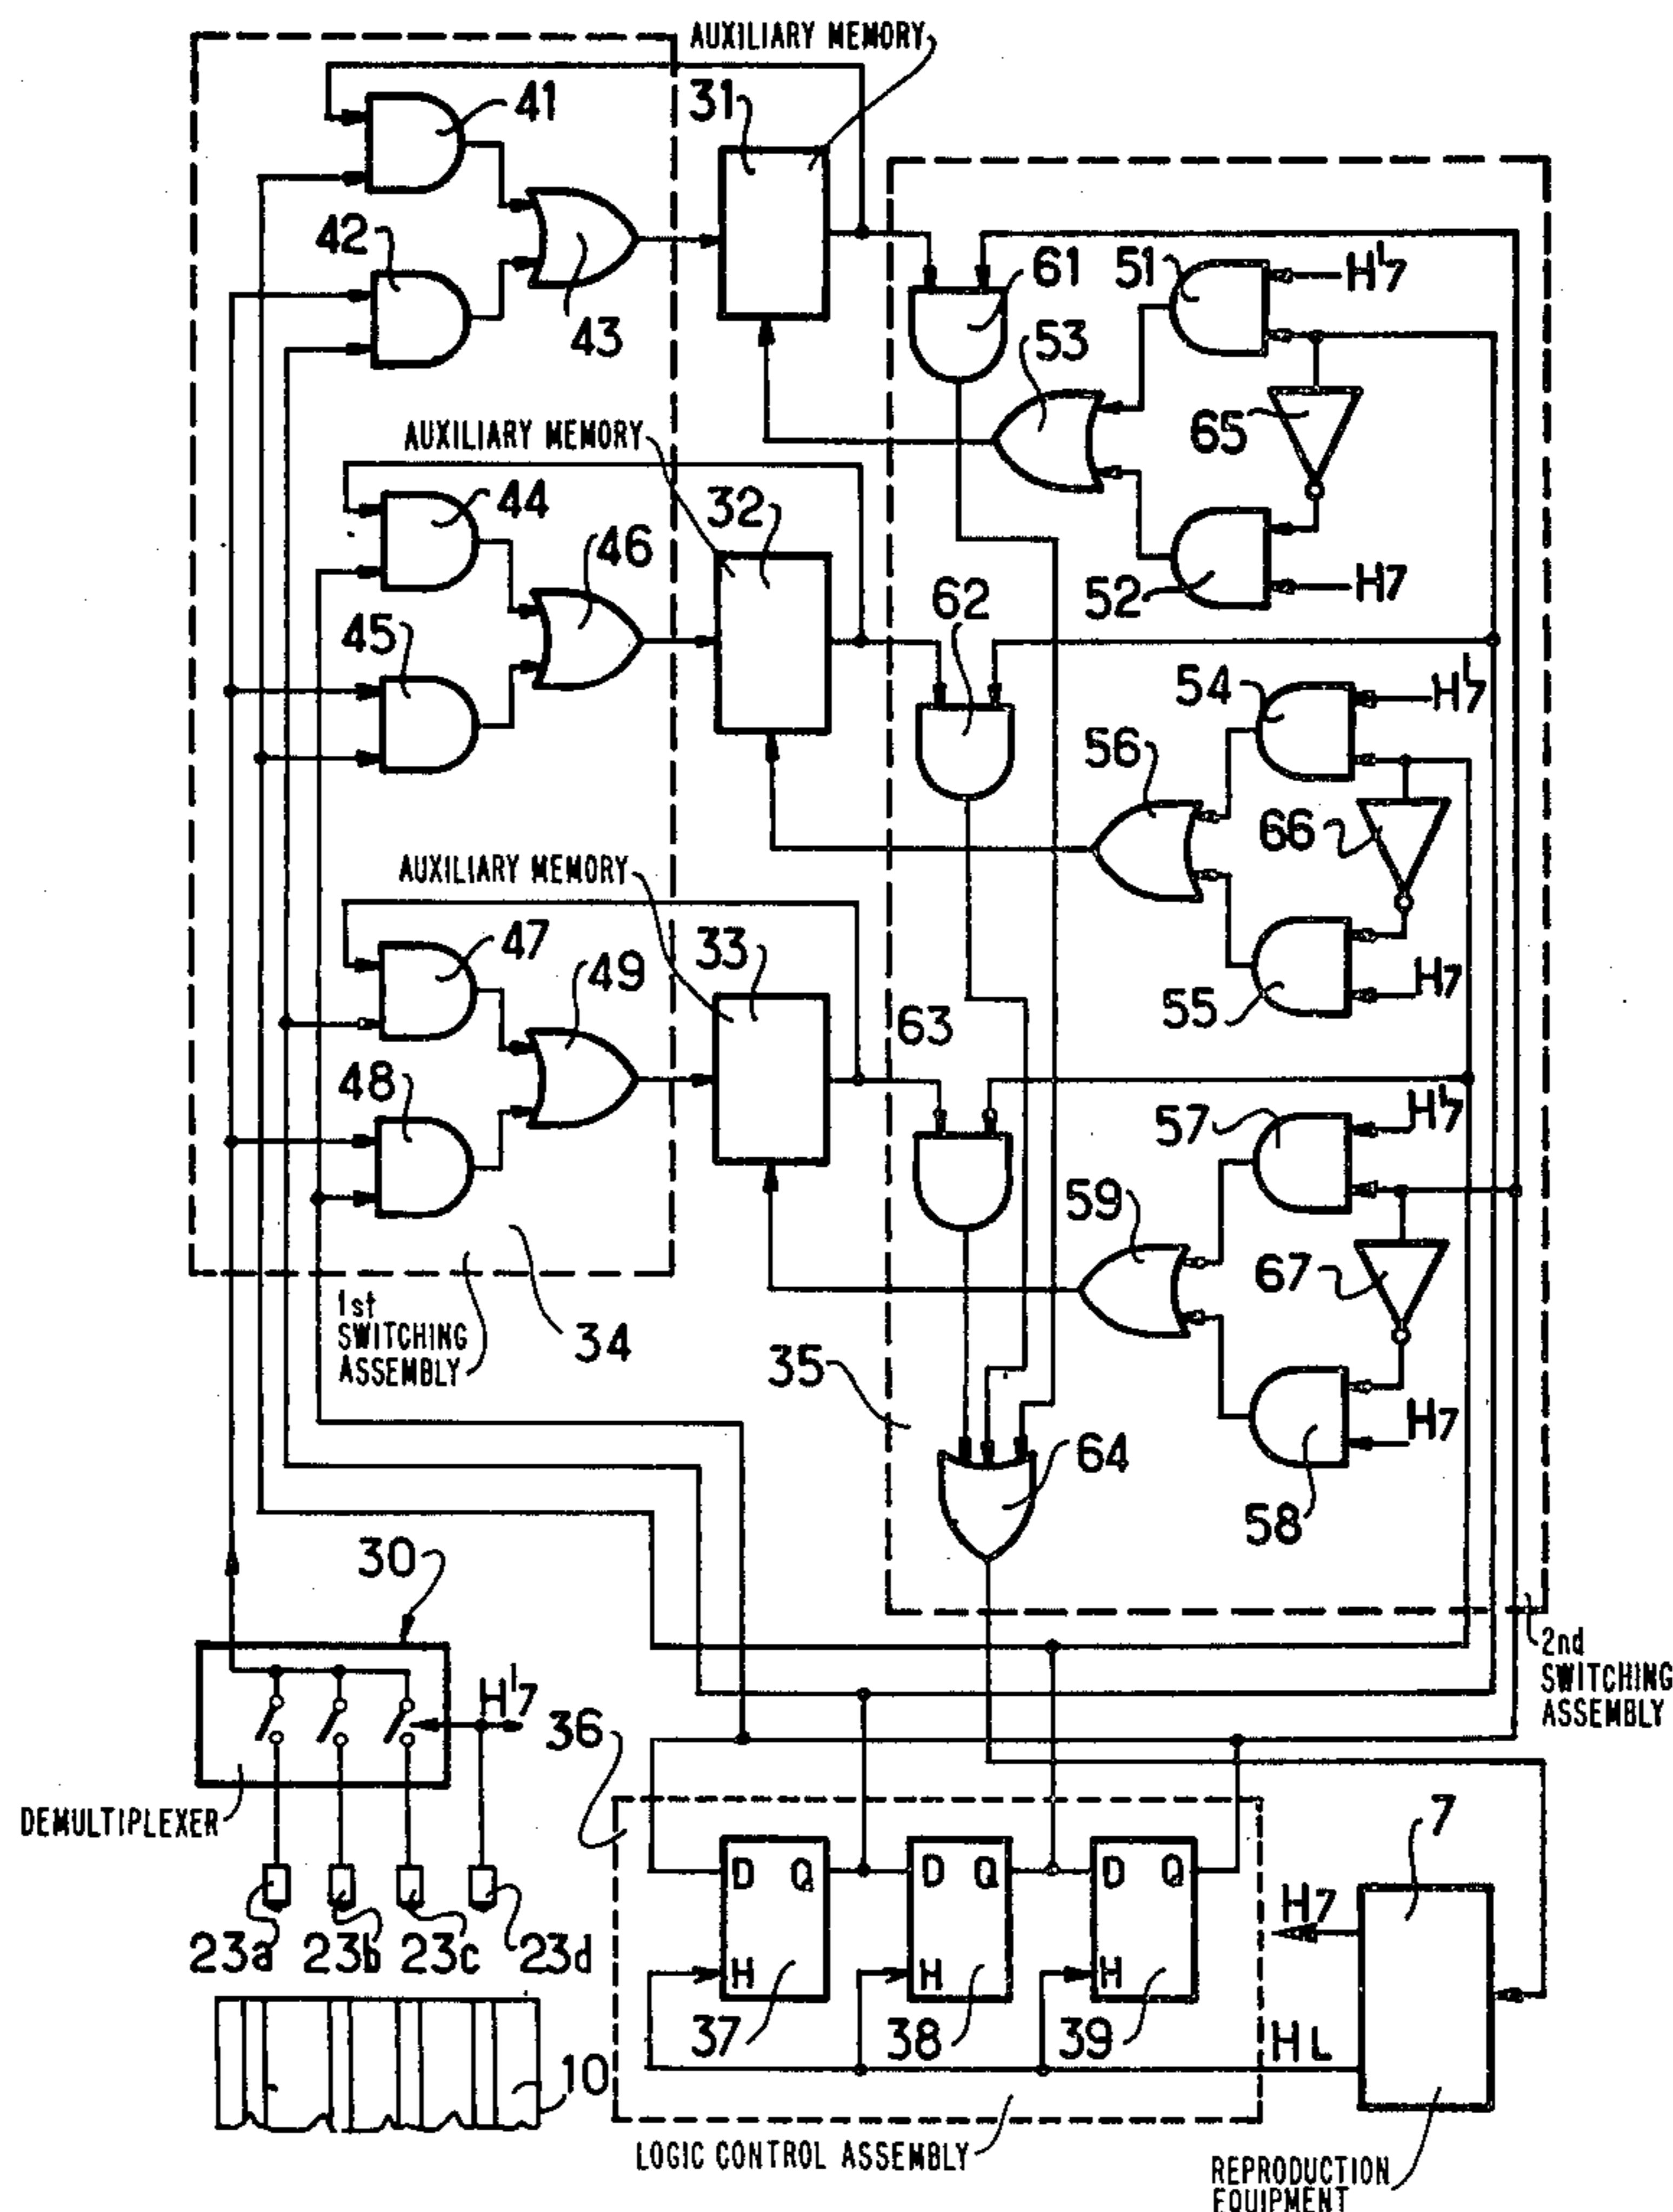 AUXILIARY MEMORY
41
31
42
43
61
51
H'7
53
65
AUXILIARY MEMORY
44
32
46
52
H7
45
62
54
H'7
56
66
AUXILIARY MEMORY
47
33
49
55
H7
63
48
57
H'7
59
67
1st
SWITCHING
ASSEMBLY
34
35
H7
64
58
30
2nd
SWITCHING
ASSEMBLY
H'7
36
DEMULTIPLEXER
7
D Q
D Q
D Q
H7
23a 23b 23c 23d
H
H
H
37
38
39
HL
10
LOGIC CONTROL ASSEMBLY
REPRODUCTION
EQUIPMENT